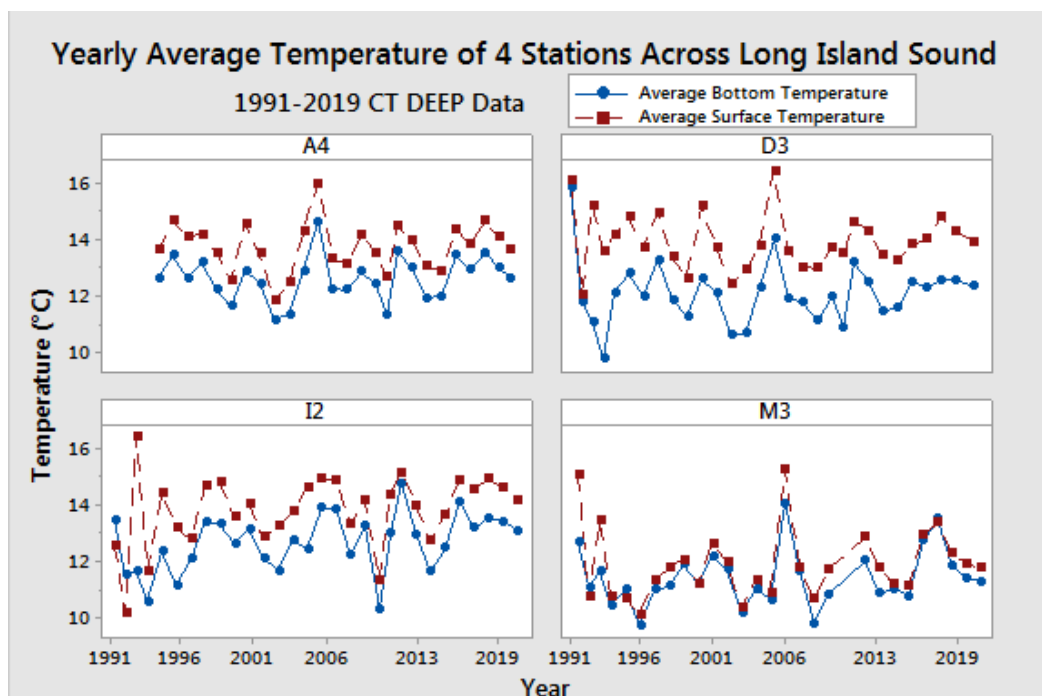 Yearly Average Temperature of 4 Stations Across Long Island Sound
1991-2019 CT DEEP Data
Average Bottom Temperature
Average Surface Temperature
A4
D3
16
14
12
10
I2
M3
16
14
12
10
Temperature (°C)
1991 1996 2001 2006 2013 2019
1991 1996 2001 2006 2013 2019
Year